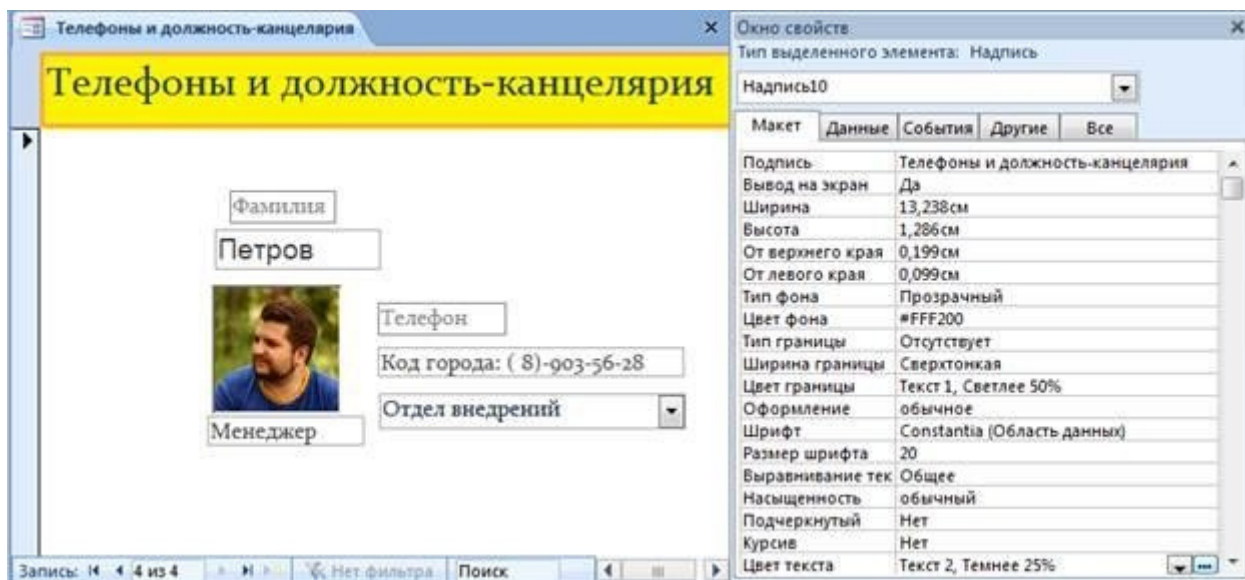 Телефоны и должность-канцелярия
Телефоны и должность-канцелярия
Фамилия
Петров
Телефон
Код города: ( 8)-903-56-28
Отдел внедрений
Менеджер
Запись: 4 из 4 Нет фильтра Поиск
Окно свойств
Тип выделенного элемента: Надпись
Надпись10
Макет Данные События Другие Все
Подпись Телефоны и должность-канцелярия
Вывод на экран Да
Ширина 13,238см
Высота 1,286см
От верхнего края 0,199см
От левого края 0,099см
Тип фона Прозрачный
Цвет фона #FFF200
Тип границы Отсутствует
Ширина границы Сверхтонкая
Цвет границы Текст 1, Светлее 50%
Оформление обычное
Шрифт Constantia (Область данных)
Размер шрифта 20
Выравнивание тек Общее
Насыщенность обычный
Подчеркнутый Нет
Курсив Нет
Цвет текста Текст 2, Темнее 25%